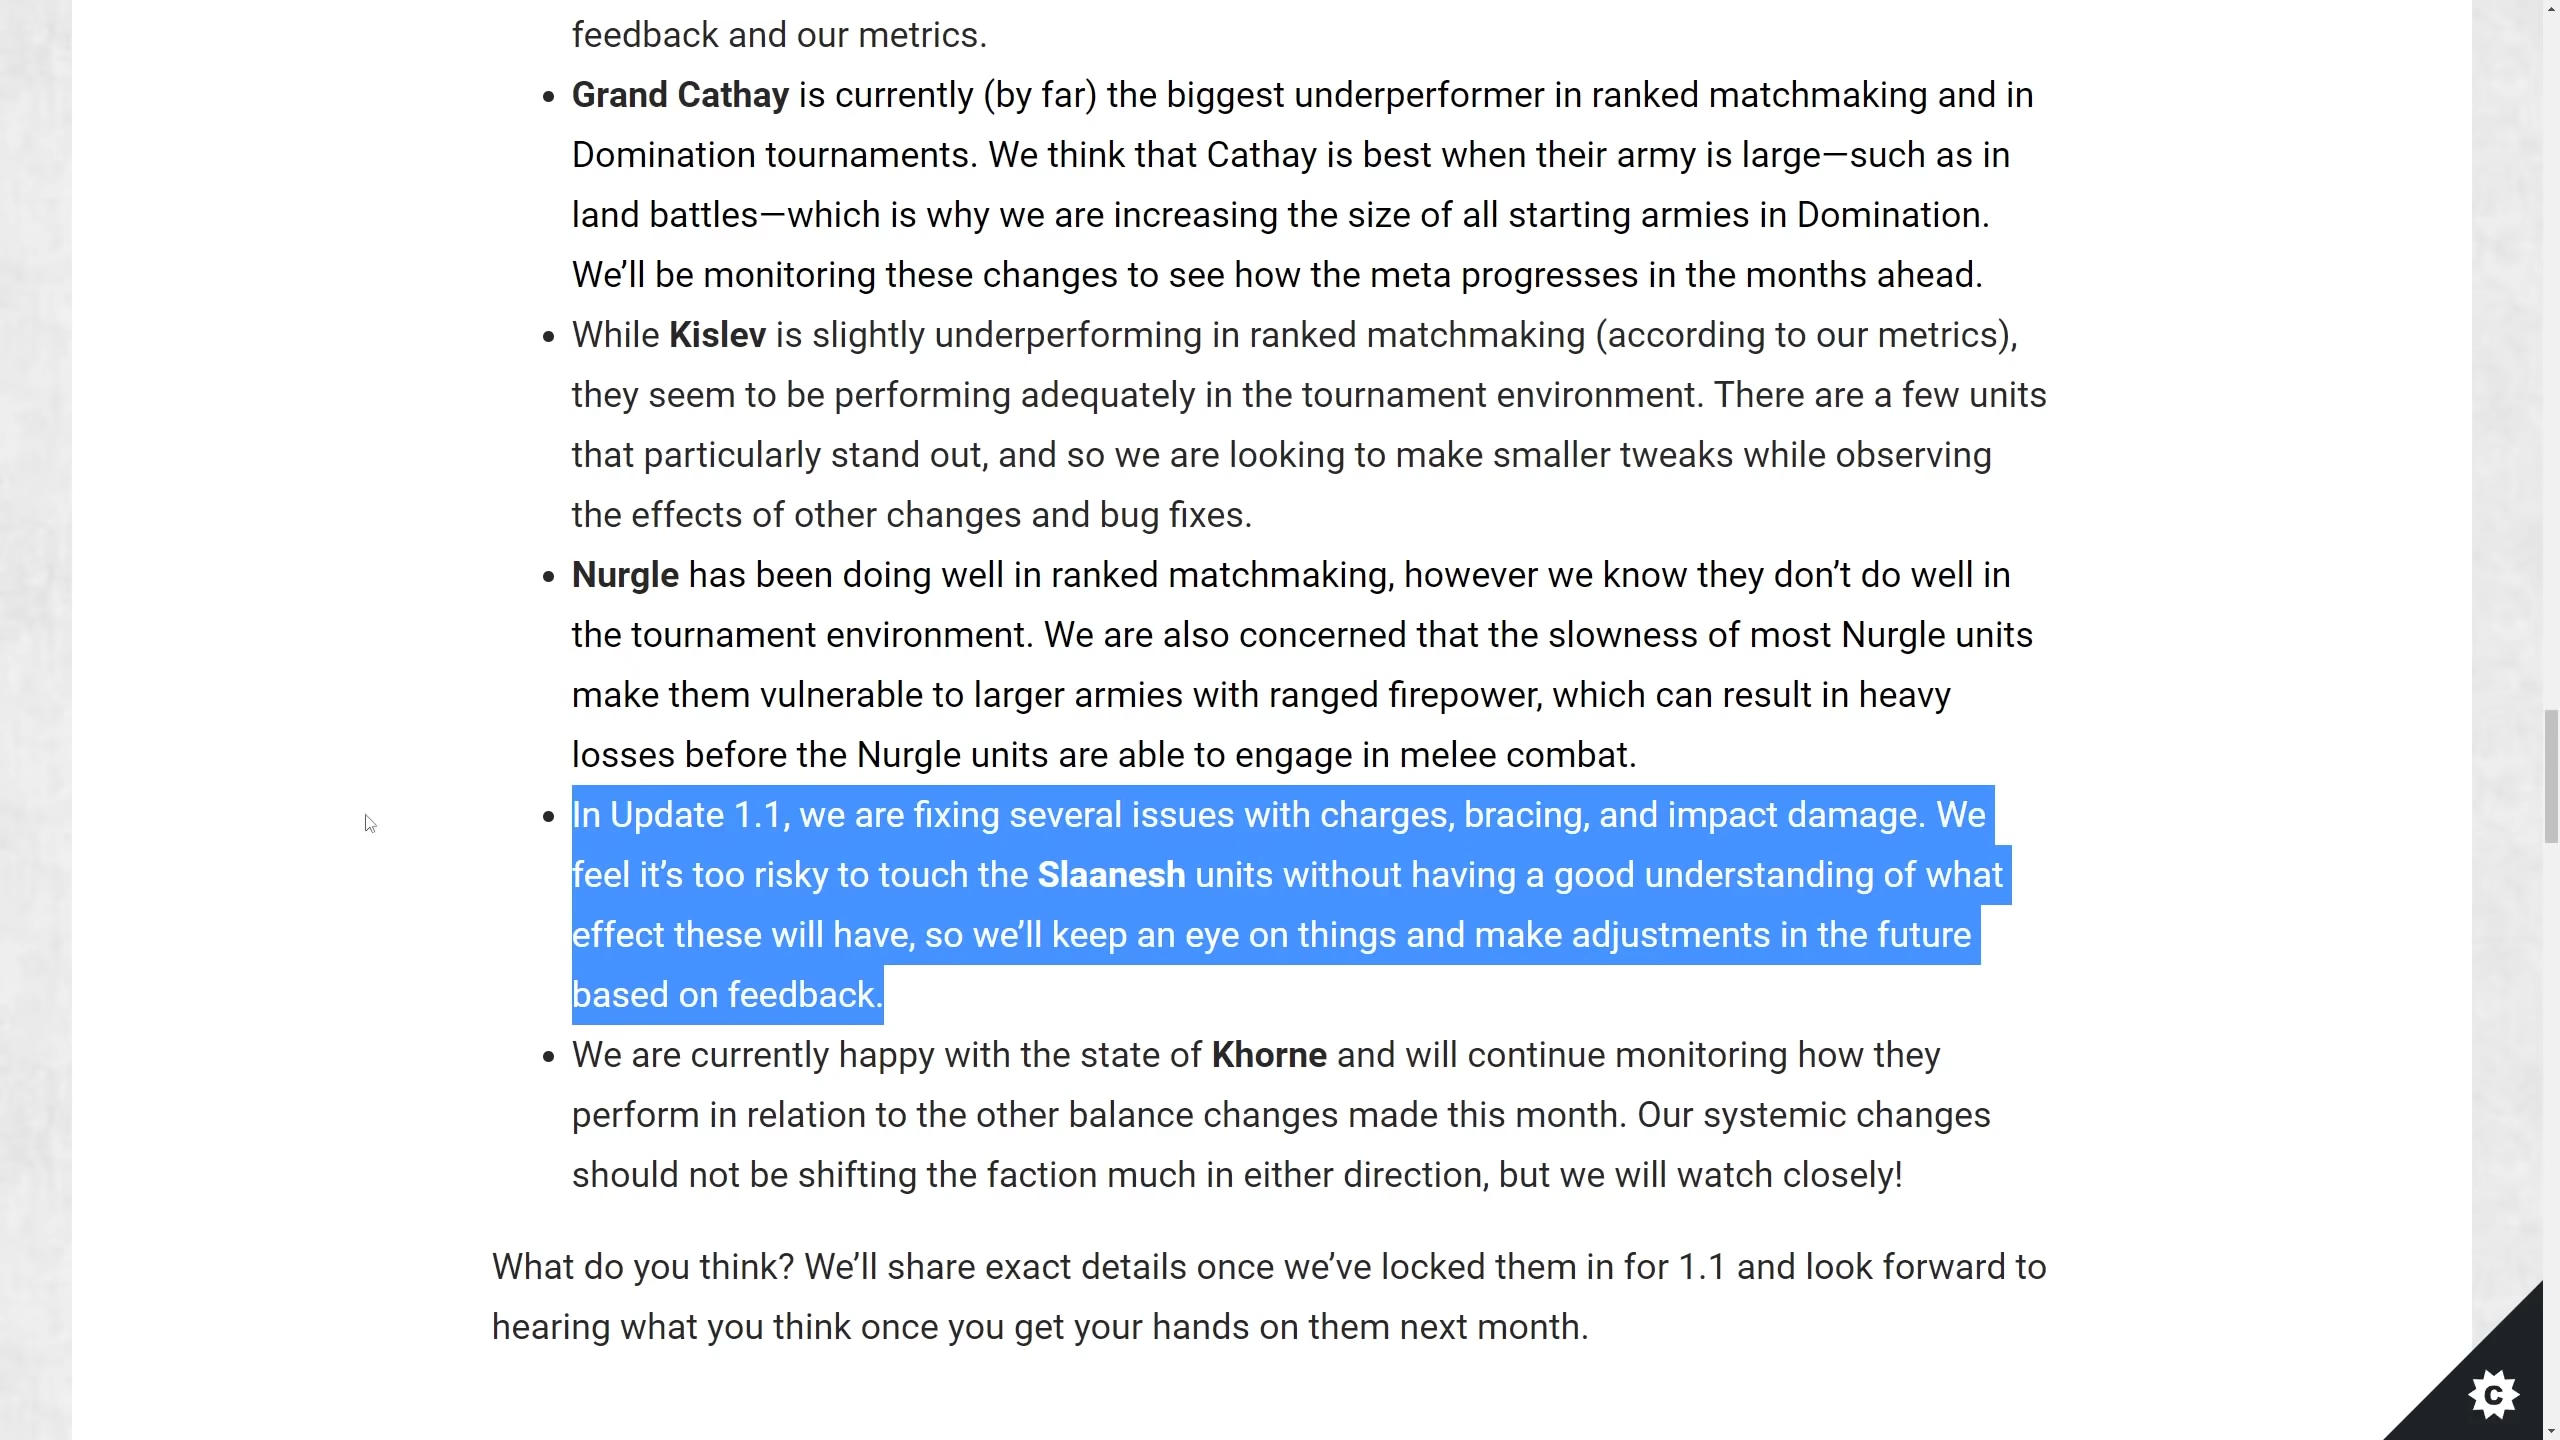 feedback and our metrics.
Grand Cathay is currently (by far) the biggest underperformer in ranked matchmaking and in
Domination tournaments. We think that Cathay is best when their army is large—such as in
land battles—which is why we are increasing the size of all starting armies in Domination.
We’ll be monitoring these changes to see how the meta progresses in the months ahead.
While Kislev is slightly underperforming in ranked matchmaking (according to our metrics),
they seem to be performing adequately in the tournament environment. There are a few units
that particularly stand out, and so we are looking to make smaller tweaks while observing
the effects of other changes and bug fixes.
Nurgle has been doing well in ranked matchmaking, however we know they don’t do well in
the tournament environment. We are also concerned that the slowness of most Nurgle units
make them vulnerable to larger armies with ranged firepower, which can result in heavy
losses before the Nurgle units are able to engage in melee combat.
In Update 1.1, we are fixing several issues with charges, bracing, and impact damage. We
feel it’s too risky to touch the Slaanesh units without having a good understanding of what
effect these will have, so we’ll keep an eye on things and make adjustments in the future
based on feedback.
We are currently happy with the state of Khorne and will continue monitoring how they
perform in relation to the other balance changes made this month. Our systemic changes
should not be shifting the faction much in either direction, but we will watch closely!
What do you think? We’ll share exact details once we’ve locked them in for 1.1 and look forward to
hearing what you think once you get your hands on them next month.
C